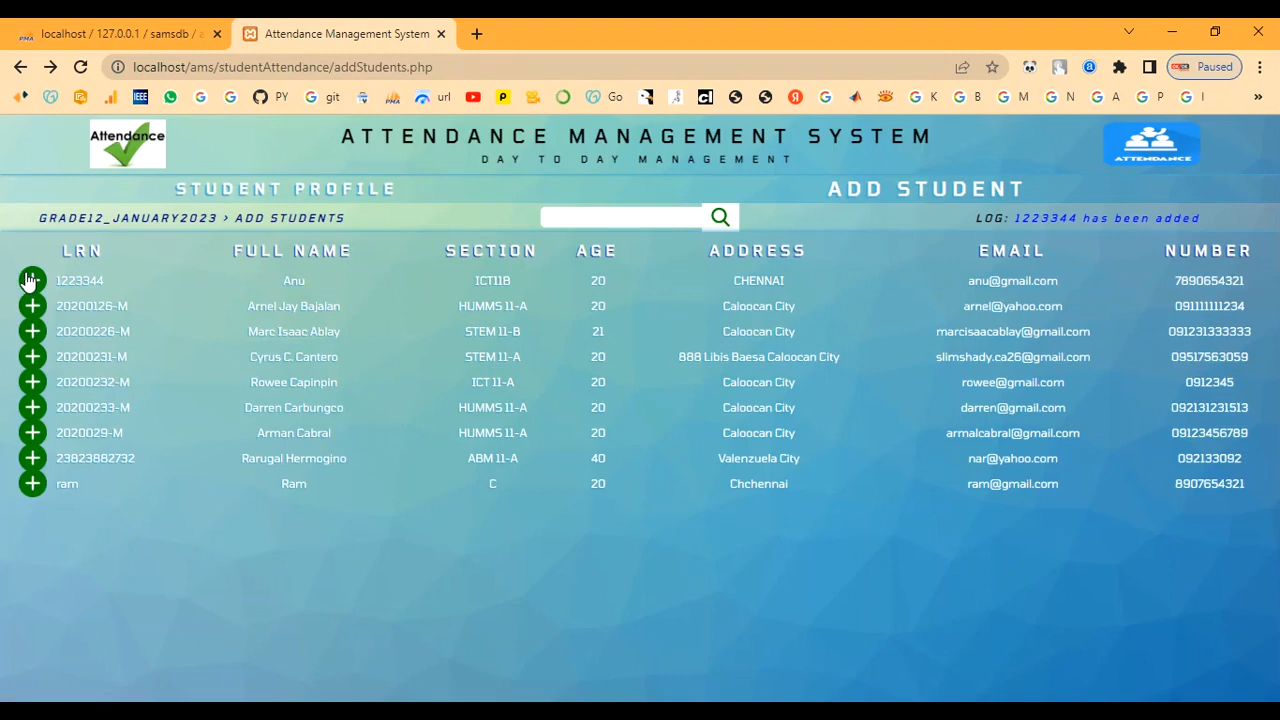 localhost / 127.0.0.1 / samsdb /
Attendance Management System
localhost/ams/studentAttendance/addStudents.php
Paused
IEEE PY git url Go K B M N A P I »
Attendance
ATTENDANCE MANAGEMENT SYSTEM
DAY TO DAY MANAGEMENT
ATTENDANCE
STUDENT PROFILE ADD STUDENT
GRADE12_JANUARY2023 > ADD STUDENTS LOG: 1223344 has been added
LRN FULL NAME SECTION AGE ADDRESS EMAIL NUMBER
1223344 Anu ICT11B 20 CHENNAI anu@gmail.com 7890654321
20200126-M Arnel Jay Bajalan HUMMS 11-A 20 Caloocan City arnel@yahoo.com 091111111234
20200226-M Marc Isaac Ablay STEM 11-B 21 Caloocan City marcisaacablay@gmail.com 091231333333
20200231-M Cyrus C. Cantero STEM 11-A 20 888 Libis Baesa Caloocan City slimshady.ca26@gmail.com 09517563059
20200232-M Rowee Capinpin ICT 11-A 20 Caloocan City rowee@gmail.com 0912345
20200233-M Darren Carbungco HUMMS 11-A 20 Caloocan City darren@gmail.com 092131231513
2020029-M Arman Cabral HUMMS 11-A 20 Caloocan City armalcabral@gmail.com 09123456789
23823882732 Rarugal Hermogino ABM 11-A 40 Valenzuela City nar@yahoo.com 092133092
ram Ram C 20 Chchennai ram@gmail.com 8907654321